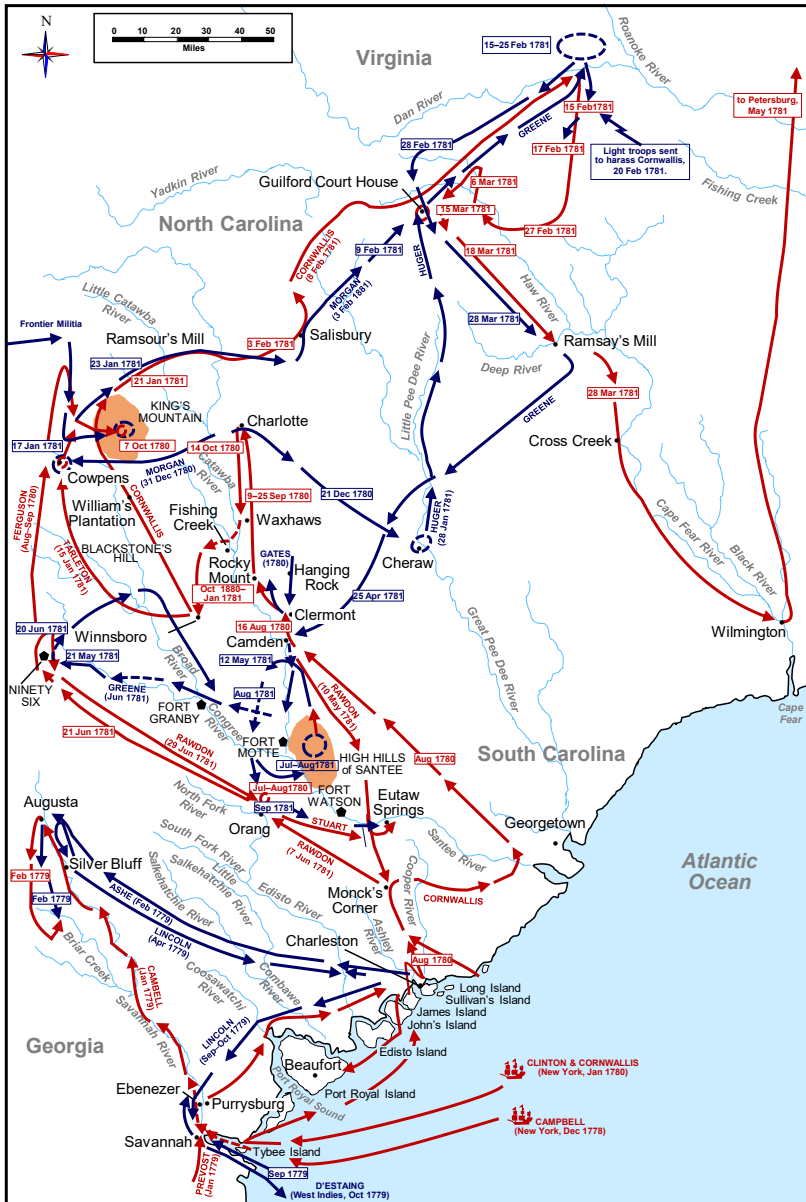 N
0 10 20 30 40 50
Miles
Virginia
Roanoke River
15–25 Feb 1781
Dan River
15 Feb1781
to Petersburg,
May 1781
GREENE
28 Feb 1781
17 Feb 1781
Light troops sent
to harass Cornwallis,
20 Feb 1781.
Fishing Creek
Yadkin River
Guilford Court House
6 Mar 1781
North Carolina
15 Mar 1781
27 Feb 1781
CORNWALLIS
(8 Feb 1781)
9 Feb 1781
HUGER
18 Mar 1781
Haw River
MORGAN
(3 Feb 1881)
Little Catawba
River
28 Mar 1781
Frontier Militia
Ramsour's Mill
3 Feb 1781
Salisbury
Ramsay's Mill
23 Jan 1781
Little Pee Dee River
Deep River
21 Jan 1781
28 Mar 1781
KING'S
MOUNTAIN
GREENE
Charlotte
17 Jan 1781
7 Oct 1780
14 Oct 1780
Cross Creek
Cowpens
MORGAN
(31 Dec 1780)
Catawba
River
21 Dec 1780
9–25 Sep 1780
HUGER
(28 Jan 1781)
FERGUSON
(Aug–Sep 1780)
William's
Plantation
CORNWALLIS
Fishing
Creek
Waxhaws
Cape Fear River
Black River
BLACKSTONE'S
HILL
TARLETON
(15 Jan 1781)
GATES
(1780)
Hanging
Rock
Cheraw
Rocky
Mount
Oct 1880–
Jan 1781
25 Apr 1781
Clermont
Wilmington
20 Jun 1781
Winnsboro
16 Aug 1780
Camden
Great Pee Dee River
21 May 1781
Broad
River
12 May 1781
NINETY
SIX
GREENE
(Jun 1781)
Aug 1781
RAWDON
(10 May 1781)
Cape
Fear
FORT
GRANBY
Congree
River
21 Jun 1781
RAWDON
(29 Jun 1781)
FORT
MOTTE
HIGH HILLS
of SANTEE
South Carolina
Aug 1780
Jul–Aug1781
Jul–Aug1780
FORT
WATSON
North Fork
River
Sep 1781
Eutaw
Springs
Augusta
Orang
STUART
Georgetown
South Fork River
Santee River
Silver Bluff
RAWDON
(7 Jun 1781)
Atlantic
Ocean
Feb 1779
Little
Salkehatchie River
Salkehatchie River
Cooper River
Monck's
Corner
CORNWALLIS
Feb 1779
ASHE (Feb 1779)
Edisto River
LINCOLN
(Apr 1779)
Ashley
River
Briar Creek
Charleston
Aug 1780
CAMBELL
(Jan 1779)
Coosawatchi
River
Combawe
River
Long Island
Sullivan's Island
James Island
John's Island
Savannah River
LINCOLN
(Sep–Oct 1779)
Georgia
Edisto Island
Beaufort
CLINTON & CORNWALLIS
(New York, Jan 1780)
Ebenezer
Port Royal Island
Purrysburg
Port Royal Sound
CAMPBELL
(New York, Dec 1778)
Savannah
Tybee Island
PREVOST
(Jan 1779)
Sep 1779
D'ESTAING
(West Indies, Oct 1779)